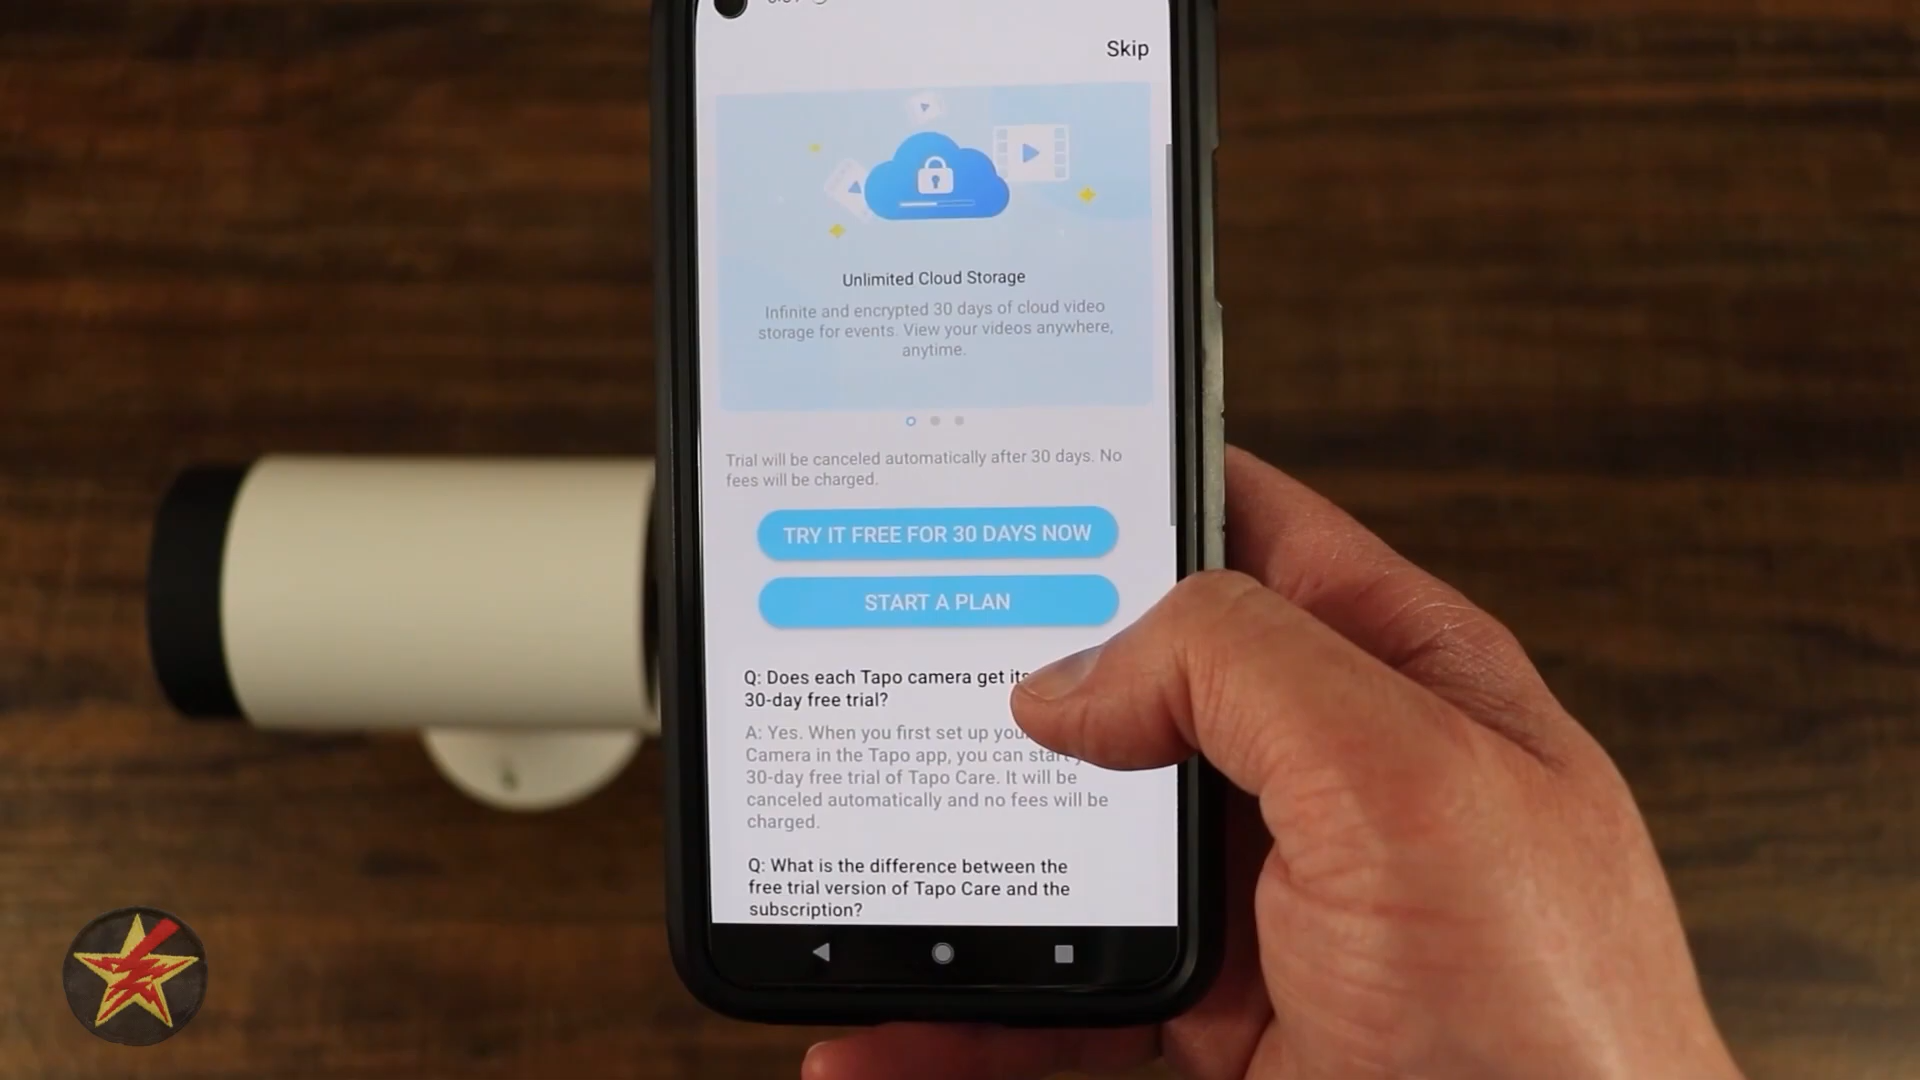 Skip
Unlimited Cloud Storage
Infinite and encrypted 30 days of cloud video
storage for events. View your videos anywhere,
anytime.
Trial will be canceled automatically after 30 days. No
fees will be charged.
TRY IT FREE FOR 30 DAYS NOW
START A PLAN
Q: Does each Tapo camera get its
30-day free trial?
A: Yes. When you first set up your
Camera in the Tapo app, you can start
30-day free trial of Tapo Care. It will be
canceled automatically and no fees will be
charged.
Q: What is the difference between the
free trial version of Tapo Care and the
subscription?